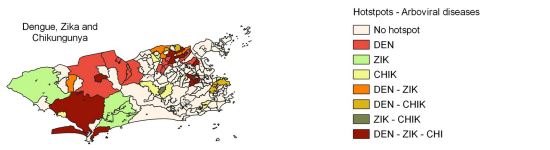 Dengue, Zika and
Chikungunya
Hotstpots - Arboviral diseases
No hotspot
DEN
ZIK
CHIK
DEN - ZIK
DEN - CHIK
ZIK - CHIK
DEN - ZIK - CHI